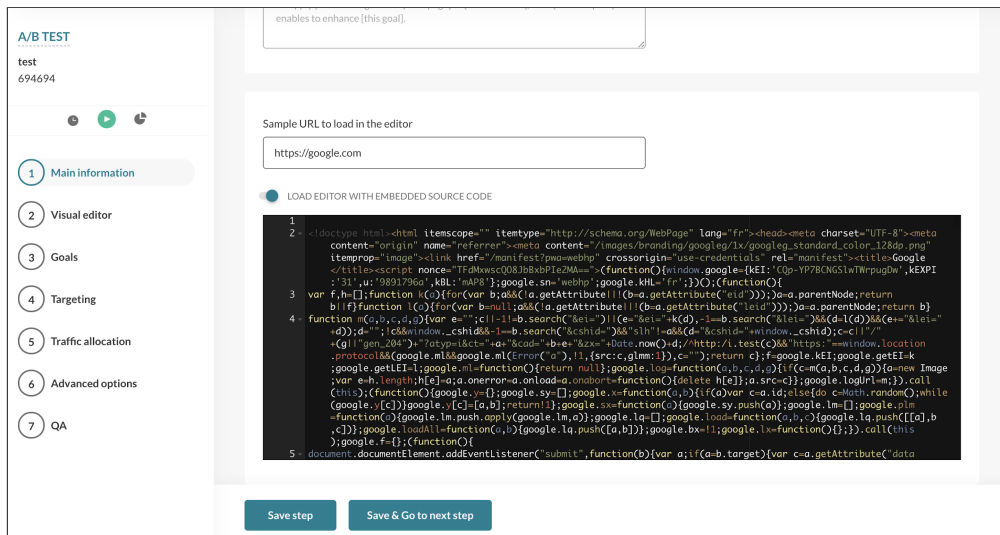 enables to enhance [this goal].
A/B TEST
test
694694
1 Main information
2 Visual editor
3 Goals
4 Targeting
5 Traffic allocation
6 Advanced options
7 QA
Sample URL to load in the editor
https://google.com
LOAD EDITOR WITH EMBEDDED SOURCE CODE
1
2 <!doctype html><html itemscope="" itemtype="http://schema.org/WebPage" lang="fr"><head><meta charset="UTF-8"><meta
content="origin" name="referrer"><meta content="/images/branding/googleg/1x/googleg_standard_color_128dp.png"
itemprop="image"><link href="/manifest?pwa=webhp" crossorigin="use-credentials" rel="manifest"><title>Google
</title><script nonce="TFdMxwscQ08JbBxbPIe2MA==">(function(){window.google={kEI:'CQp-YP7BCNGSlwTWrpugDw',kEXPI
:'31',u:'9891796a',kBL:'mAP8'};google.sn='webhp';google.kHL='fr';})();(function(){
3 var f,h=[];function k(a){for(var b;a&&(!a.getAttribute||!(b=a.getAttribute("eid")));)a=a.parentNode;return
b||f}function l(a){for(var b=null;a&&(!a.getAttribute||!(b=a.getAttribute("leid")));)a=a.parentNode;return b}
4 function m(a,b,c,d,g){var e="";c||-1!=b.search("&ei=")||(e="&ei="+k(d),-1==b.search("&lei=")&&(d=l(d))&&(e+="&lei="
+d));d="";!c&&window._cshid&&-1==b.search("&cshid=")&&"slh"!=a&&(d="&cshid="+window._cshid);c=c||"/"
+(g||"gen_204")+"?atyp=i&ct="+a+"&cad="+b+e+"&zx="+Date.now()+d;/^http:/i.test(c)&&"https:"==window.location
.protocol&&(google.ml&&google.ml(Error("a"),!1,{src:c,glmm:1}),c="");return c};f=google.kEI;google.getEI=k
;google.getLEI=l;google.ml=function(){return null};google.log=function(a,b,c,d,g){if(c=m(a,b,c,d,g)){a=new Image
;var e=h.length;h[e]=a;a.onerror=a.onload=a.onabort=function(){delete h[e]};a.src=c}};google.logUrl=m;}).call
(this);(function(){google.y={};google.sy=[];google.x=function(a,b){if(a)var c=a.id;else{do c=Math.random();while
(google.y[c])}google.y[c]=[a,b];return!1};google.sx=function(a){google.sy.push(a)};google.lm=[];google.plm
=function(a){google.lm.push.apply(google.lm,a)};google.lq=[];google.load=function(a,b,c){google.lq.push([[a],b
,c])};google.loadAll=function(a,b){google.lq.push([a,b])};google.bx=!1;google.lx=function(){};}).call(this
);google.f={};(function(){
5 document.documentElement.addEventListener("submit",function(b){var a;if(a=b.target){var c=a.getAttribute("data
Save step
Save & Go to next step